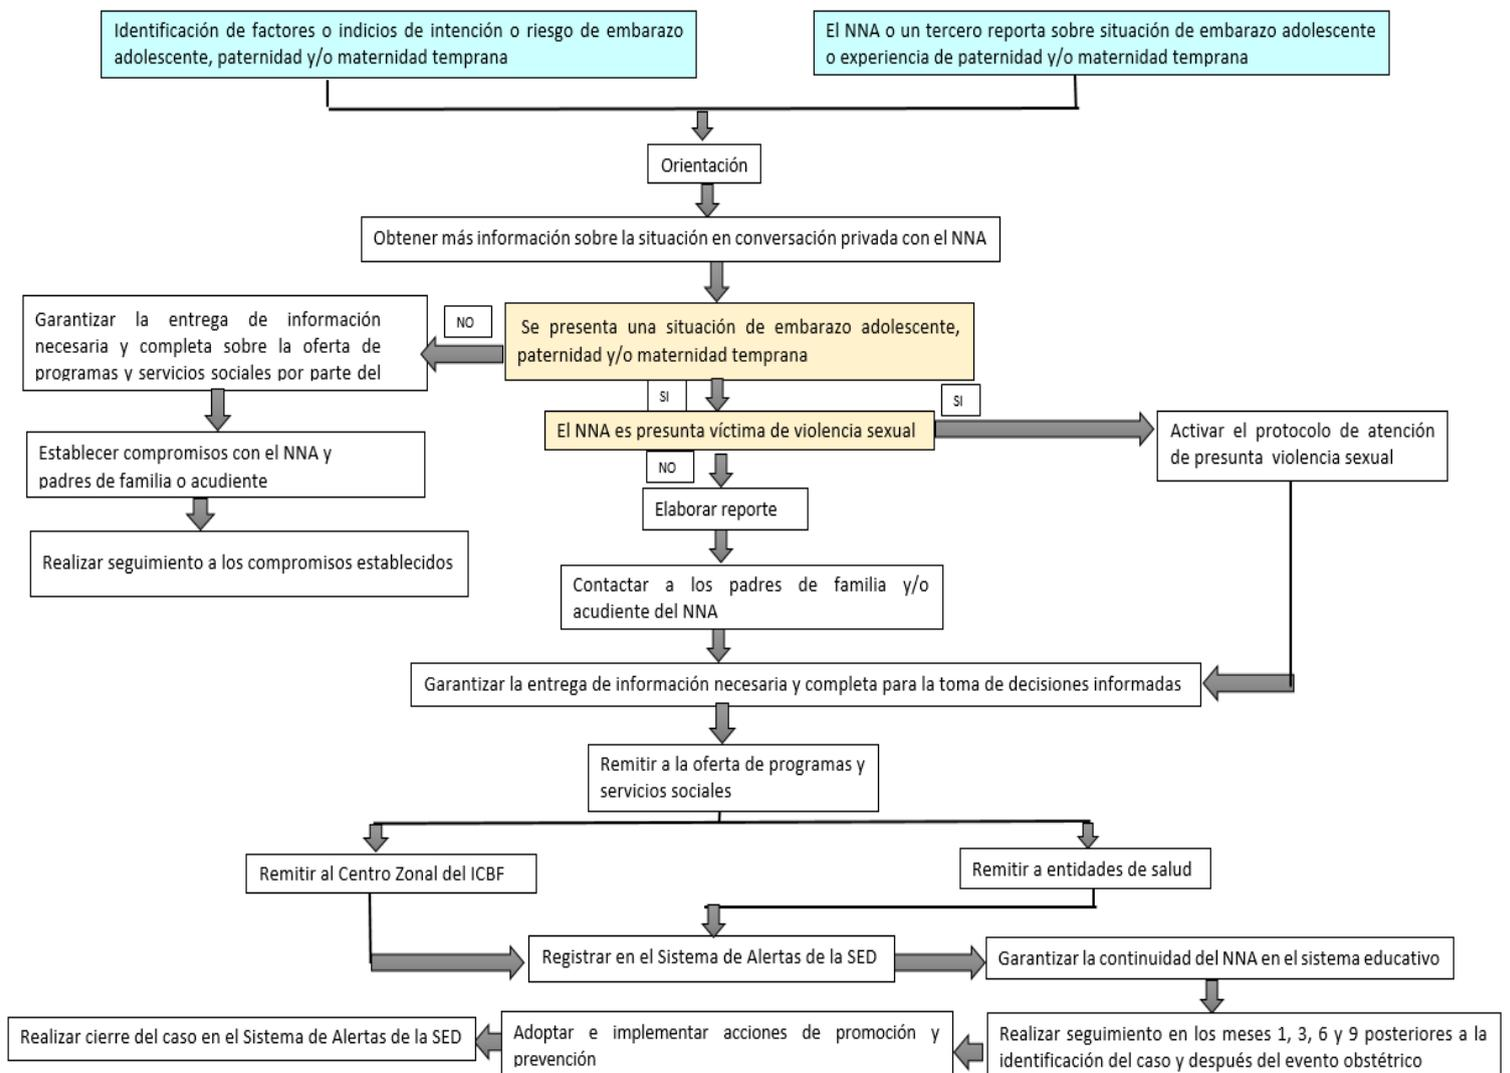 Identificación de factores o indicios de intención o riesgo de embarazo
adolescente, paternidad y/o maternidad temprana
El NNA o un tercero reporta sobre situación de embarazo adolescente
o experiencia de paternidad y/o maternidad temprana
Orientación
Obtener más información sobre la situación en conversación privada con el NNA
Garantizar la entrega de información
necesaria y completa sobre la oferta de
programas y servicios sociales por parte del
NO
Se presenta una situación de embarazo adolescente,
paternidad y/o maternidad temprana
SI
SI
El NNA es presunta víctima de violencia sexual
Activar el protocolo de atención
de presunta violencia sexual
Establecer compromisos con el NNA y
padres de familia o acudiente
NO
Elaborar reporte
Realizar seguimiento a los compromisos establecidos
Contactar a los padres de familia y/o
acudiente del NNA
Garantizar la entrega de información necesaria y completa para la toma de decisiones informadas
Remitir a la oferta de programas y
servicios sociales
Remitir al Centro Zonal del ICBF
Remitir a entidades de salud
Registrar en el Sistema de Alertas de la SED
Garantizar la continuidad del NNA en el sistema educativo
Realizar cierre del caso en el Sistema de Alertas de la SED
Adoptar e implementar acciones de promoción y
prevención
Realizar seguimiento en los meses 1, 3, 6 y 9 posteriores a la
identificación del caso y después del evento obstétrico